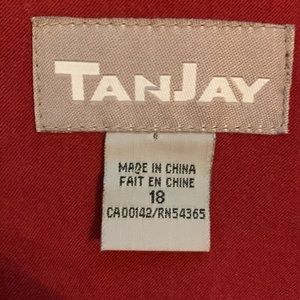 TANJAY
MADE IN CHINA
FAIT EN CHINE
18
CA00142/RN54365